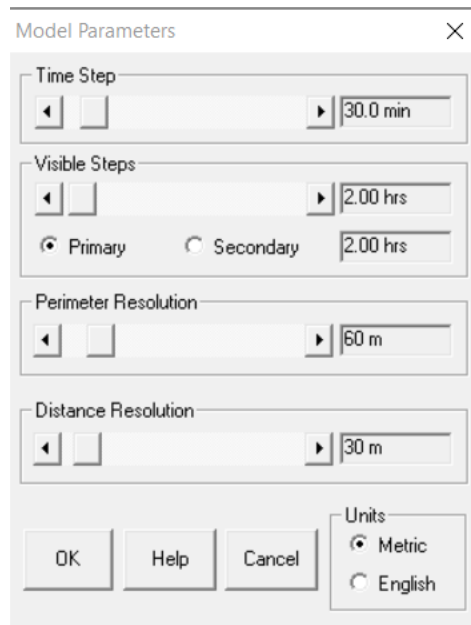 Model Parameters
Time Step
30.0 min
Visible Steps
2.00 hrs
Primary Secondary 2.00 hrs
Perimeter Resolution
60 m
Distance Resolution
30 m
Units
Metric
English
OK Help Cancel